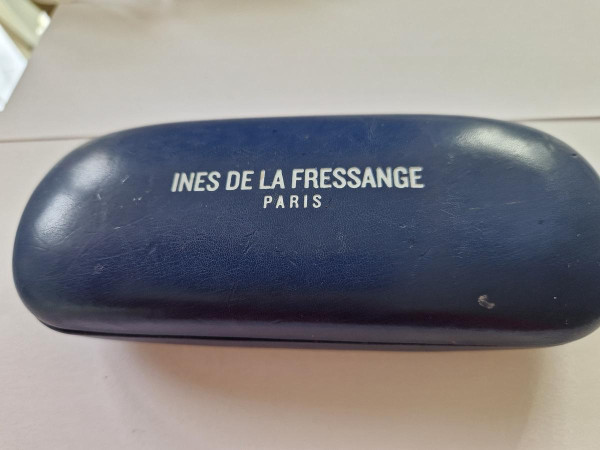 INES DE LA FRESSANGE
PARIS